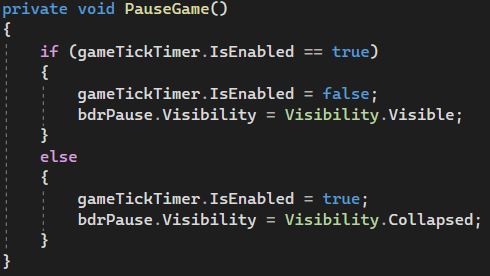 private void PauseGame()
{
    if (gameTickTimer.IsEnabled == true)
    {
        gameTickTimer.IsEnabled = false;
        bdrPause.Visibility = Visibility.Visible;
    }
    else
    {
        gameTickTimer.IsEnabled = true;
        bdrPause.Visibility = Visibility.Collapsed;
    }
}